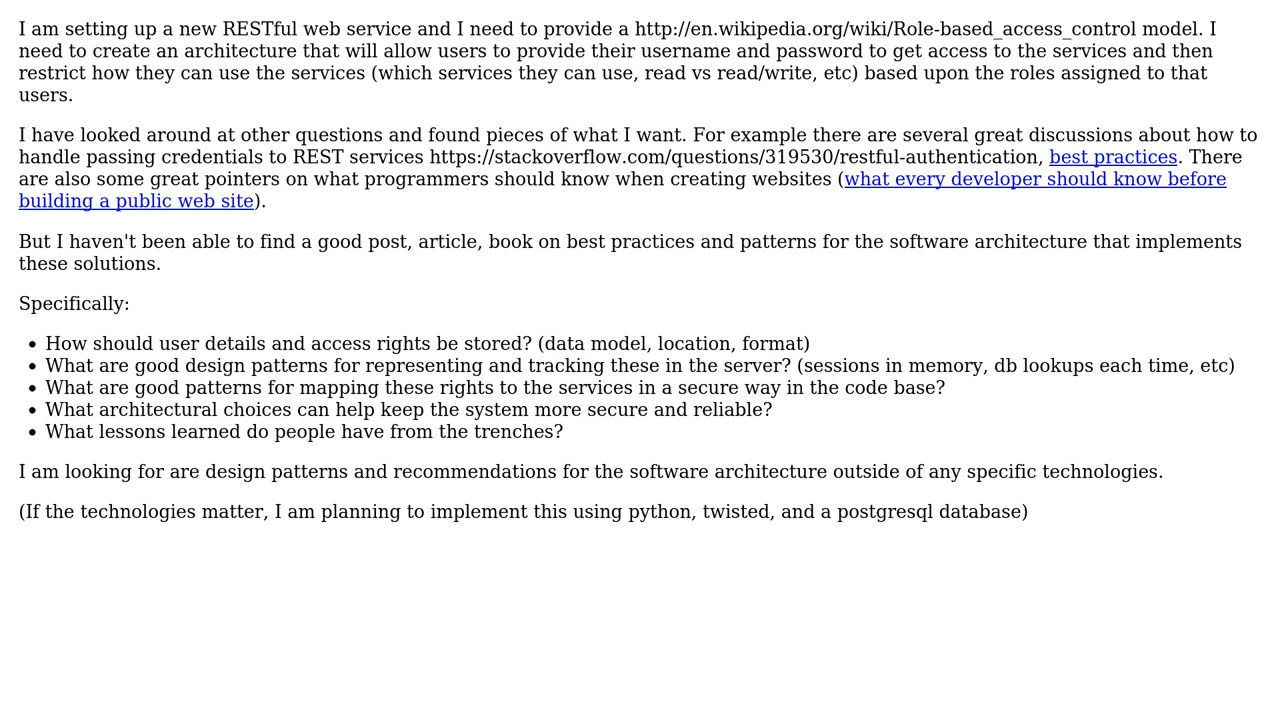 I am setting up a new RESTful web service and I need to provide a http://en.wikipedia.org/wiki/Role-based_access_control model. I
need to create an architecture that will allow users to provide their username and password to get access to the services and then
restrict how they can use the services (which services they can use, read vs read/write, etc) based upon the roles assigned to that
users.
I have looked around at other questions and found pieces of what I want. For example there are several great discussions about how to
handle passing credentials to REST services https://stackoverflow.com/questions/319530/restful-authentication, best practices. There
are also some great pointers on what programmers should know when creating websites (what every developer should know before
building a public web site).
But I haven't been able to find a good post, article, book on best practices and patterns for the software architecture that implements
these solutions.
Specifically:
• How should user details and access rights be stored? (data model, location, format)
• What are good design patterns for representing and tracking these in the server? (sessions in memory, db lookups each time, etc)
• What are good patterns for mapping these rights to the services in a secure way in the code base?
• What architectural choices can help keep the system more secure and reliable?
• What lessons learned do people have from the trenches?
I am looking for are design patterns and recommendations for the software architecture outside of any specific technologies.
(If the technologies matter, I am planning to implement this using python, twisted, and a postgresql database)